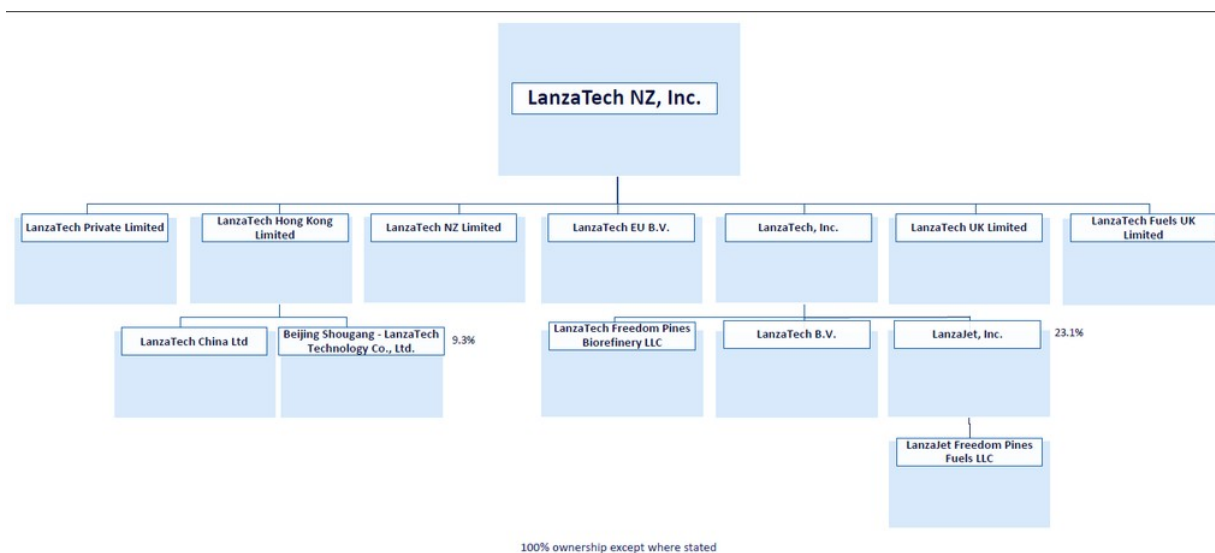 LanzaTech NZ, Inc.
LanzaTech Private Limited
LanzaTech Hong Kong
Limited
LanzaTech NZ Limited
LanzaTech EU B.V.
LanzaTech, Inc.
LanzaTech UK Limited
LanzaTech Fuels UK
Limited
LanzaTech China Ltd
Beijing Shougang - LanzaTech
Technology Co., Ltd.
9.3%
LanzaTech Freedom Pines
Biorefinery LLC
LanzaTech B.V.
LanzaJet, Inc.
23.1%
LanzaJet Freedom Pines
Fuels LLC
100% ownership except where stated